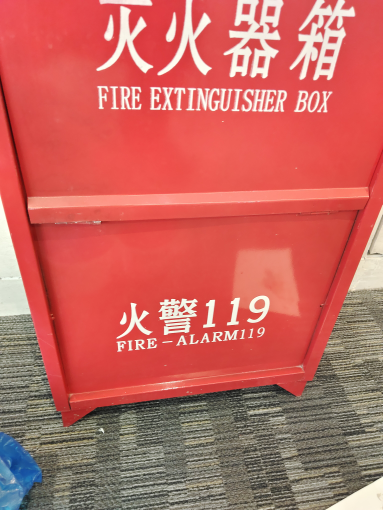 灭火器箱
FIRE EXTINGUISHER BOX
火警119
FIRE-ALARM119